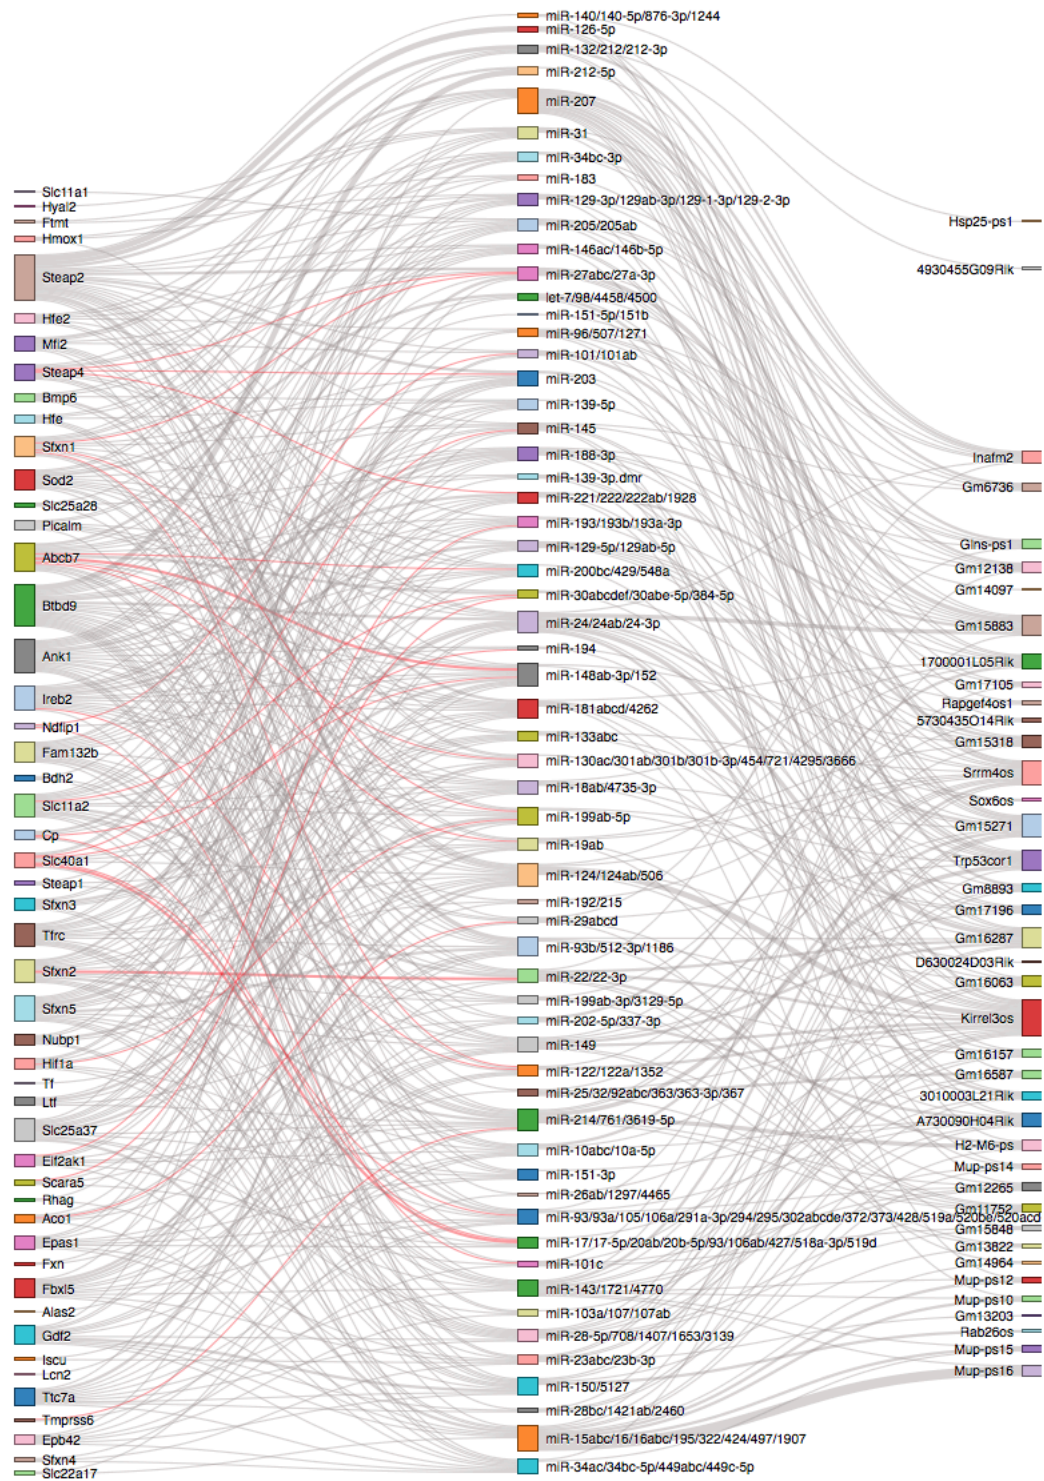 Slc11a1
Hyal2
Ftmt
Hmox1
Steap2
Hfe2
Mfi2
Steap4
Bmp6
Hfe
Sfxn1
Sod2
Slc25a28
Picalm
Abcb7
Btbd9
Ank1
Ireb2
Ndfip1
Fam132b
Bdh2
Slc11a2
Cp
Slc40a1
Steap1
Sfxn3
Tfrc
Sfxn2
Sfxn5
Nubp1
Hif1a
Tf
Ltf
Slc25a37
Eif2ak1
Scara5
Rhag
Aco1
Epas1
Fxn
Fbxl5
Alas2
Gdf2
Iscu
Lcn2
Ttc7a
Tmprss6
Epb42
Sfxn4
Slc22a17
miR-140/140-5p/876-3p/1244
miR-126-5p
miR-132/212/212-3p
miR-212-5p
miR-207
miR-31
miR-34bc-3p
miR-183
miR-129-3p/129ab-3p/129-1-3p/129-2-3p
miR-205/205ab
miR-146ac/146b-5p
miR-27abc/27a-3p
let-7/98/4458/4500
miR-151-5p/151b
miR-96/507/1271
miR-101/101ab
miR-203
miR-139-5p
miR-145
miR-188-3p
miR-139-3p.dmr
miR-221/222/222ab/1928
miR-193/193b/193a-3p
miR-129-5p/129ab-5p
miR-200bc/429/548a
miR-30abcdef/30abe-5p/384-5p
miR-24/24ab/24-3p
miR-194
miR-148ab-3p/152
miR-181abcd/4262
miR-133abc
miR-130ac/301ab/301b/301b-3p/454/721/4295/3666
miR-18ab/4735-3p
miR-199ab-5p
miR-19ab
miR-124/124ab/506
miR-192/215
miR-29abcd
miR-93b/512-3p/1186
miR-22/22-3p
miR-199ab-3p/3129-5p
miR-202-5p/337-3p
miR-149
miR-122/122a/1352
miR-25/32/92abc/363/363-3p/367
miR-214/761/3619-5p
miR-10abc/10a-5p
miR-151-3p
miR-26ab/1297/4465
miR-93/93a/105/106a/291a-3p/294/295/302abcde/372/373/428/519a/520be/520acd
miR-17/17-5p/20ab/20b-5p/93/106ab/427/518a-3p/519d
miR-101c
miR-143/1721/4770
miR-103a/107/107ab
miR-28-5p/708/1407/1653/3139
miR-23abc/23b-3p
miR-150/5127
miR-28bc/1421ab/2460
miR-15abc/16/16abc/195/322/424/497/1907
miR-34ac/34bc-5p/449abc/449c-5p
Hsp25-ps1
4930455G09Rik
Inafm2
Gm6736
Glns-ps1
Gm12138
Gm14097
Gm15883
1700001L05Rik
Gm17105
Rapgef4os1
5730435O14Rik
Gm15318
Srrm4os
Sox6os
Gm15271
Trp53cor1
Gm8893
Gm17196
Gm16287
D630024D03Rik
Gm16063
Kirrel3os
Gm16157
Gm16587
3010003L21Rik
A730090H04Rik
H2-M6-ps
Mup-ps14
Gm12265
Gm11752
Gm15848
Gm13822
Gm14964
Mup-ps12
Mup-ps10
Gm13203
Rab26os
Mup-ps15
Mup-ps16